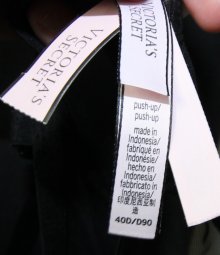 VICTORIA'S
SECRET
VICTORIA'S
SECRET
push-up/
push-up
made in
Indonesia/
fabriqué en
Indonésie/
hecho en
Indonesia/
fabbricato in
Indonesia/
印度尼西亚制
造
40D/D90